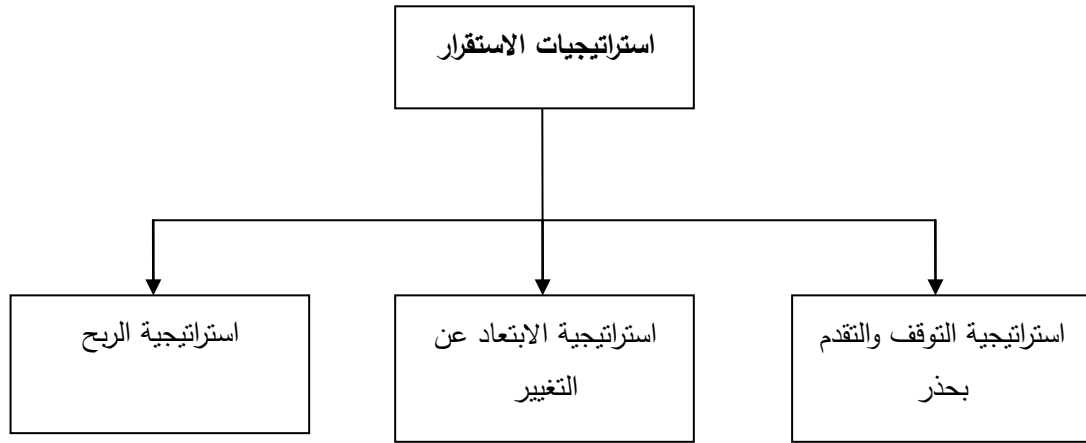 استراتيجيات الاستقرار
استراتيجية التوقف والتقدم
بحذر
استراتيجية الابتعاد عن
التغيير
استراتيجية الربح